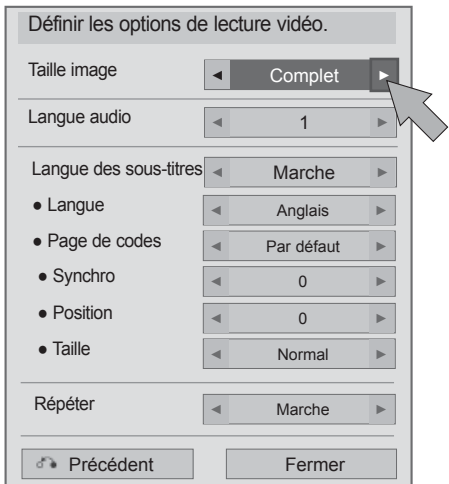 Définir les options de lecture vidéo.
Taille image ◄ Complet ►
Langue audio ◄ 1 ►
Langue des sous-titres ◄ Marche ►
● Langue ◄ Anglais ►
● Page de codes ◄ Par défaut ►
● Synchro ◄ 0 ►
● Position ◄ 0 ►
● Taille ◄ Normal ►
Répéter ◄ Marche ►
Précédent Fermer